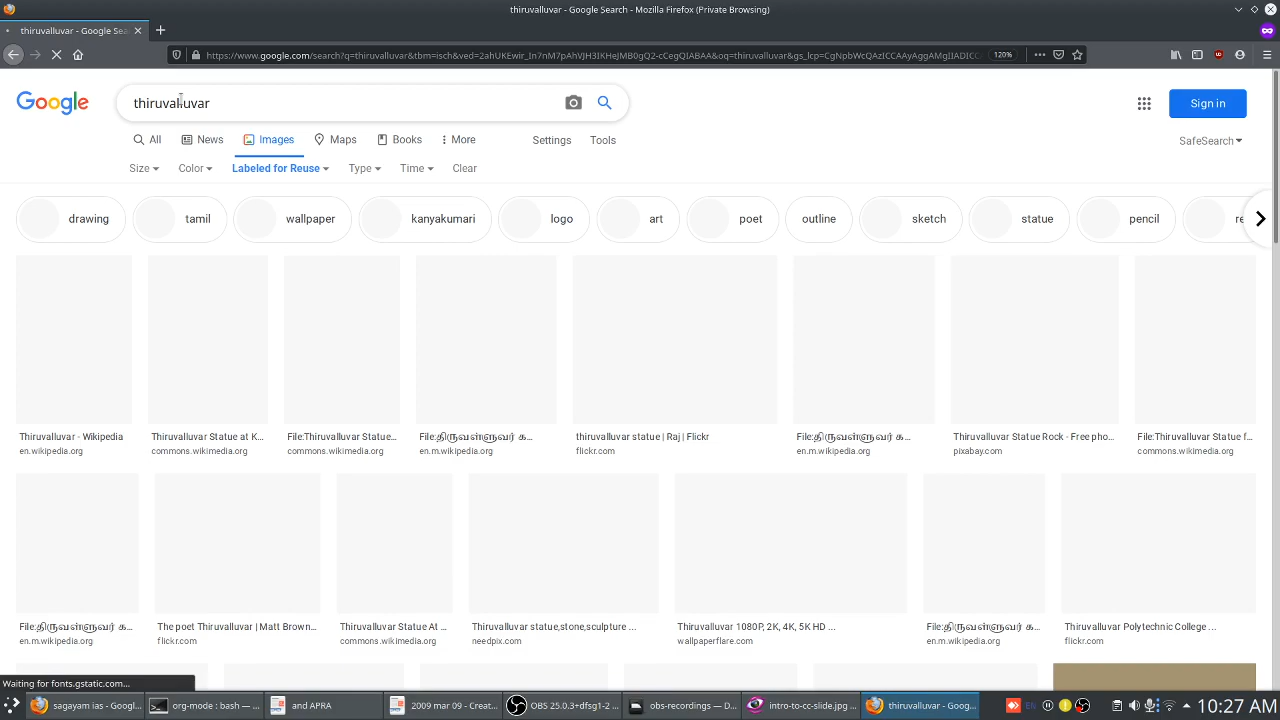 thiruvalluvar - Google Search - Mozilla Firefox (Private Browsing)
thiruvalluvar - Google Sea
https://www.google.com/search?q=thiruvalluvar&tbm=isch&ved=2ahUKEwir_In7nM7pAhVJH3IKHeJMB0gQ2-cCegQIABAA&oq=thiruvalluvar&gs_lcp=CgNpbWcQAzICCAAyAggAMgIIADICC 120%
Google thiruvalluvar Sign in
All News Images Maps Books More Settings Tools SafeSearch
Size Color Labeled for Reuse Type Time Clear
drawing tamil wallpaper kanyakumari logo art poet outline sketch statue pencil re
Thiruvalluvar - Wikipedia Thiruvalluvar Statue at K... File:Thiruvalluvar Statue... File:திருவள்ளுவர் க... thiruvalluvar statue | Raj | Flickr File:திருவள்ளுவர் க... Thiruvalluvar Statue Rock - Free pho... File:Thiruvalluvar Statue f...
en.wikipedia.org commons.wikimedia.org commons.wikimedia.org en.m.wikipedia.org flickr.com en.m.wikipedia.org pixabay.com commons.wikimedia.org
File:திருவள்ளுவர் க... The poet Thiruvalluvar | Matt Brown... Thiruvalluvar Statue At ... Thiruvalluvar statue,stone,sculpture ... Thiruvalluvar 1080P, 2K, 4K, 5K HD ... File:திருவள்ளுவர் க... Thiruvalluvar Polytechnic College ...
en.m.wikipedia.org flickr.com commons.wikimedia.org needpix.com wallpaperflare.com en.m.wikipedia.org flickr.com
Waiting for fonts.gstatic.com...
sagayam ias - Googl... org-mode : bash — ... and APRA 2009 mar 09 - Creat... OBS 25.0.3+dfsg1-2 ... obs-recordings — D... intro-to-cc-slide.jpg ... thiruvalluvar - Goog... En 10:27 AM